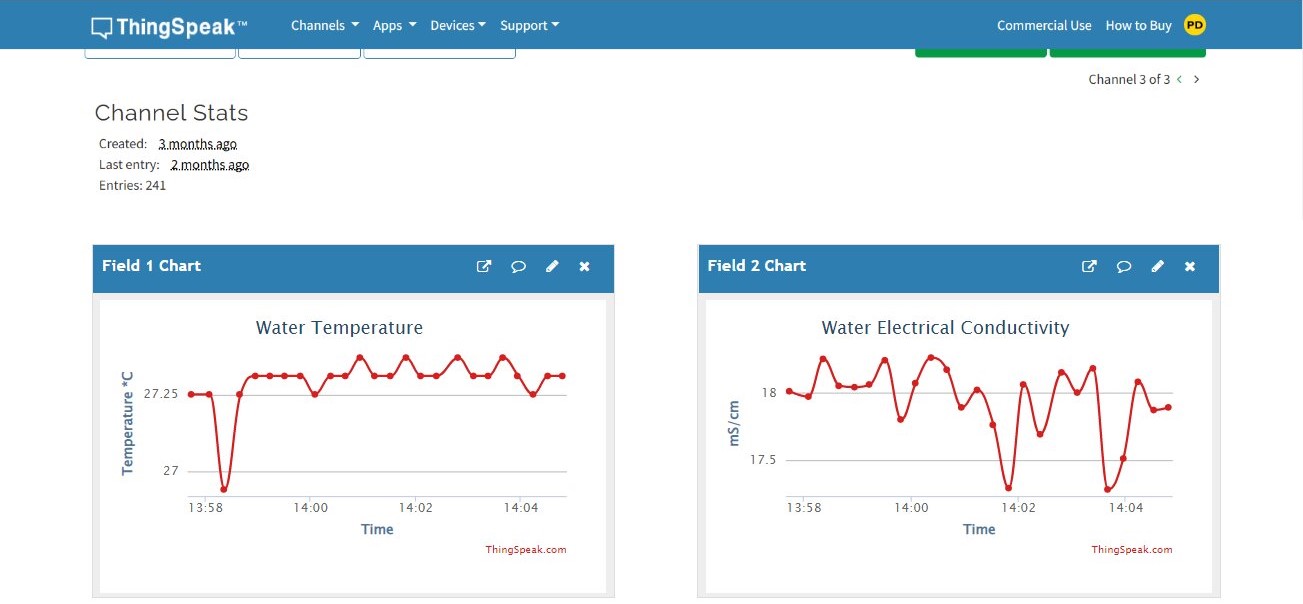 ThingSpeak™ Channels Apps Devices Support Commercial Use How to Buy PD
Channel 3 of 3 < >
Channel Stats
Created: 3 months ago
Last entry: 2 months ago
Entries: 241
Field 1 Chart
Water Temperature
Temperature *C
27.25
27
13:58 14:00 14:02 14:04
Time
ThingSpeak.com
Field 2 Chart
Water Electrical Conductivity
mS/cm
18
17.5
13:58 14:00 14:02 14:04
Time
ThingSpeak.com